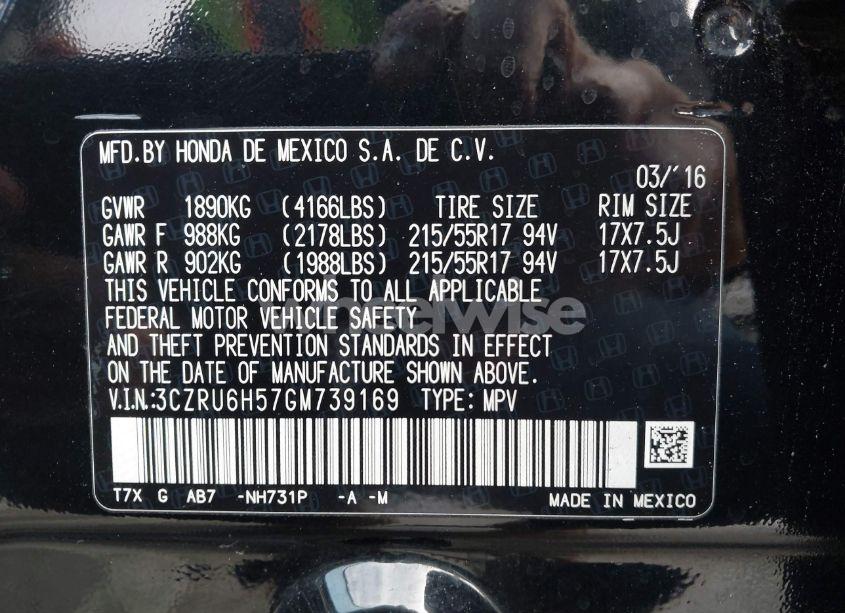 MFD.BY HONDA DE MEXICO S.A. DE C.V.
03/'16
GVWR 1890KG (4166LBS) TIRE SIZE RIM SIZE
GAWR F 988KG (2178LBS) 215/55R17 94V 17X7.5J
GAWR R 902KG (1988LBS) 215/55R17 94V 17X7.5J
THIS VEHICLE CONFORMS TO ALL APPLICABLE
FEDERAL MOTOR VEHICLE SAFETY
AND THEFT PREVENTION STANDARDS IN EFFECT
ON THE DATE OF MANUFACTURE SHOWN ABOVE.
V.I.N.:3CZRU6H57GM739169 TYPE: MPV
T7X G AB7 -NH731P -A -M MADE IN MEXICO
wheelwise